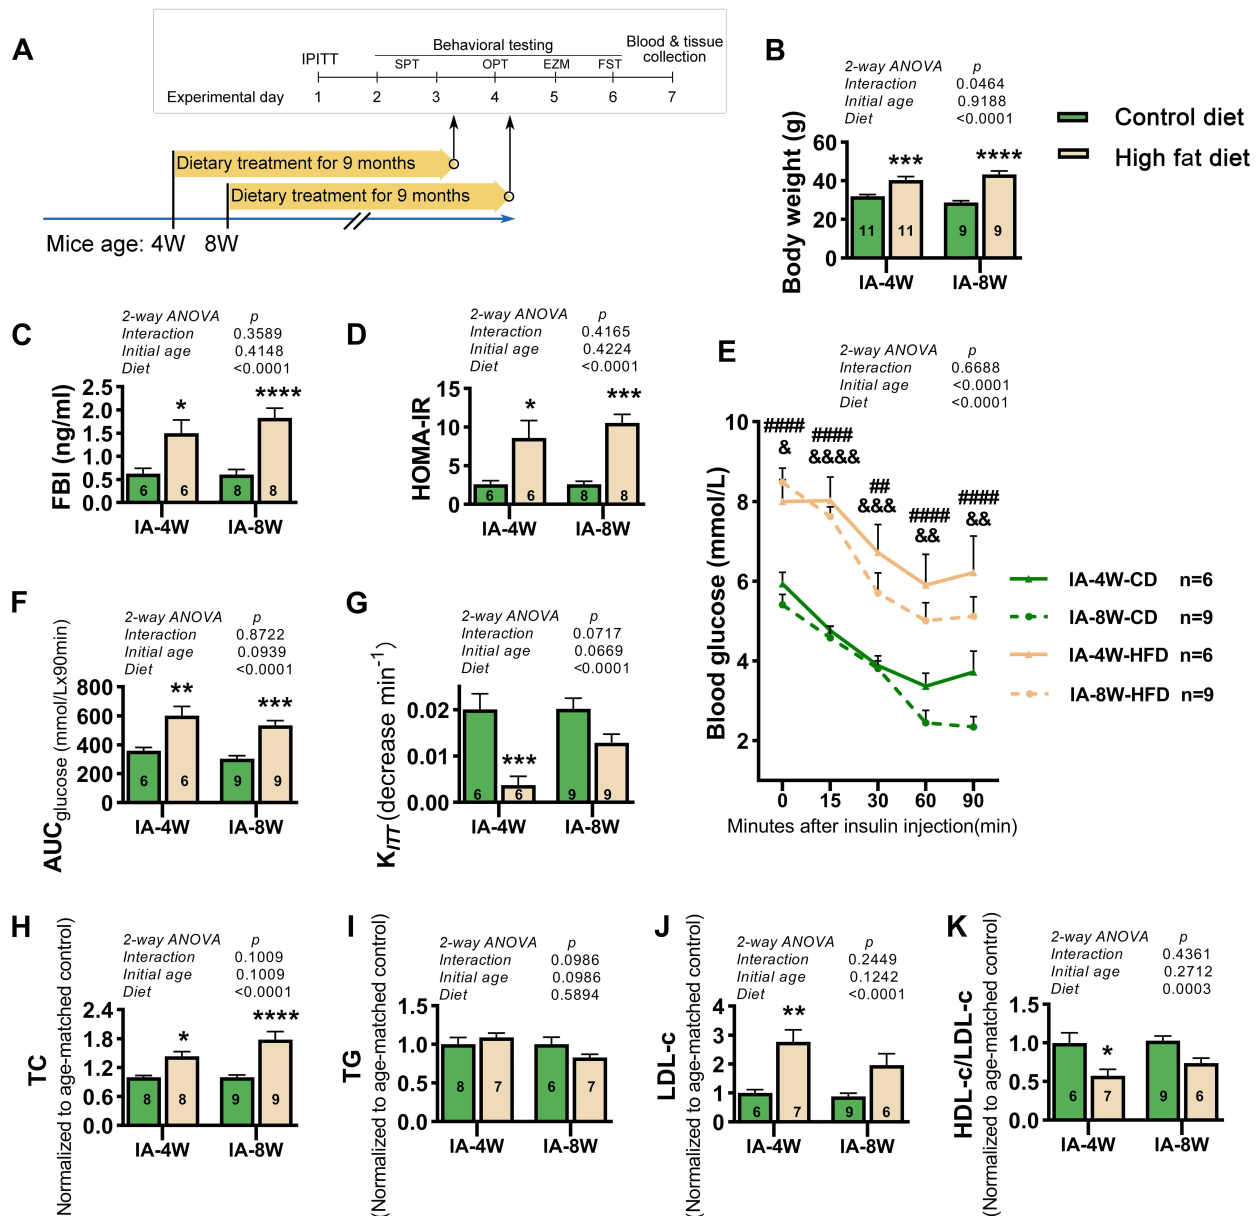 A
Behavioral testing
Blood & tissue
collection
IPITT
SPT OPT EZM FST
Experimental day 1 2 3 4 5 6 7
Dietary treatment for 9 months
Dietary treatment for 9 months
Mice age: 4W 8W
B
2-way ANOVA p
Interaction 0.0464
Initial age 0.9188
Diet <0.0001
Body weight (g)
60
40
20
0
*** ****
11 11 9 9
IA-4W IA-8W
Control diet
High fat diet
C
2-way ANOVA p
Interaction 0.3589
Initial age 0.4148
Diet <0.0001
FBI (ng/ml)
2.5
2.0
1.5
1.0
0.5
0.0
* ****
6 6 8 8
IA-4W IA-8W
D
2-way ANOVA p
Interaction 0.4165
Initial age 0.4224
Diet <0.0001
HOMA-IR
15
10
5
0
* ***
6 6 8 8
IA-4W IA-8W
E
2-way ANOVA p
Interaction 0.6688
Initial age <0.0001
Diet <0.0001
Blood glucose (mmol/L)
10
8
6
4
2
#### #### ## #### ####
& &&&& &&& && &&
0 15 30 60 90
Minutes after insulin injection(min)
IA-4W-CD n=6
IA-8W-CD n=9
IA-4W-HFD n=6
IA-8W-HFD n=9
F
2-way ANOVA p
Interaction 0.8722
Initial age 0.0939
Diet <0.0001
AUCglucose (mmol/Lx90min)
800
600
400
200
0
** ***
6 6 9 9
IA-4W IA-8W
G
2-way ANOVA p
Interaction 0.0717
Initial age 0.0669
Diet <0.0001
KITT (decrease min-1)
0.02
0.01
0.00
***
6 6 9 9
IA-4W IA-8W
H
2-way ANOVA p
Interaction 0.1009
Initial age 0.1009
Diet <0.0001
TC
(Normalized to age-matched control)
2.4
1.8
1.2
0.6
0.0
* ****
8 8 9 9
IA-4W IA-8W
I
2-way ANOVA p
Interaction 0.0986
Initial age 0.0986
Diet 0.5894
TG
(Normalized to age-matched control)
1.5
1.0
0.5
0.0
8 7 6 7
IA-4W IA-8W
J
2-way ANOVA p
Interaction 0.2449
Initial age 0.1242
Diet <0.0001
LDL-c
(Normalized to age-matched control)
4
3
2
1
0
**
6 7 9 6
IA-4W IA-8W
K
2-way ANOVA p
Interaction 0.4361
Initial age 0.2712
Diet 0.0003
HDL-c/LDL-c
(Normalized to age-matched control)
1.5
1.0
0.5
0.0
*
6 7 9 6
IA-4W IA-8W